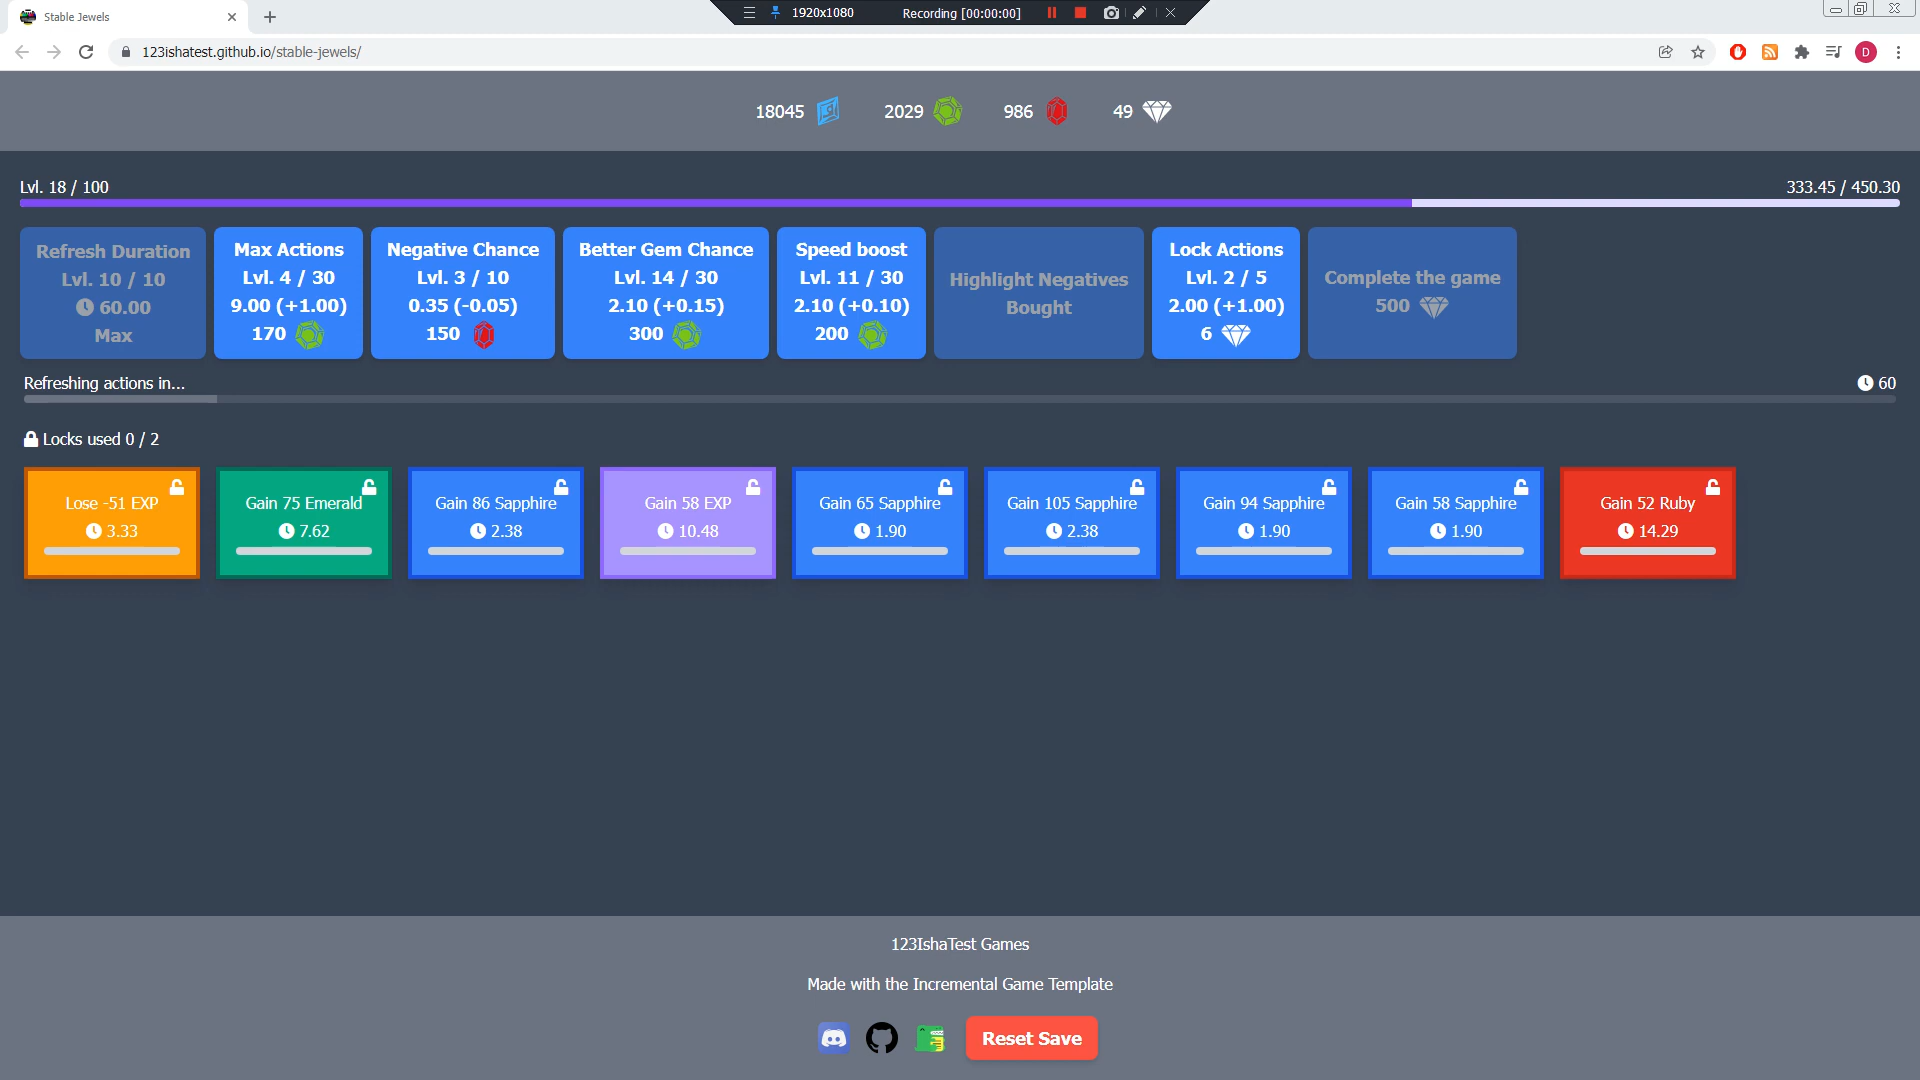 Stable Jewels
1920x1080
Recording [00:00:00]
D
123ishatest.github.io/stable-jewels/
18045
2029
986
49
Lvl. 18 / 100
333.45 / 450.30
Refresh Duration
Lvl. 10 / 10
60.00
Max
Max Actions
Lvl. 4 / 30
9.00 (+1.00)
170
Negative Chance
Lvl. 3 / 10
0.35 (-0.05)
150
Better Gem Chance
Lvl. 14 / 30
2.10 (+0.15)
300
Speed boost
Lvl. 11 / 30
2.10 (+0.10)
200
Highlight Negatives
Bought
Lock Actions
Lvl. 2 / 5
2.00 (+1.00)
6
Complete the game
500
Refreshing actions in...
60
Locks used 0 / 2
Lose -51 EXP
3.33
Gain 75 Emerald
7.62
Gain 86 Sapphire
2.38
Gain 58 EXP
10.48
Gain 65 Sapphire
1.90
Gain 105 Sapphire
2.38
Gain 94 Sapphire
1.90
Gain 58 Sapphire
1.90
Gain 52 Ruby
14.29
123IshaTest Games
Made with the Incremental Game Template
Reset Save